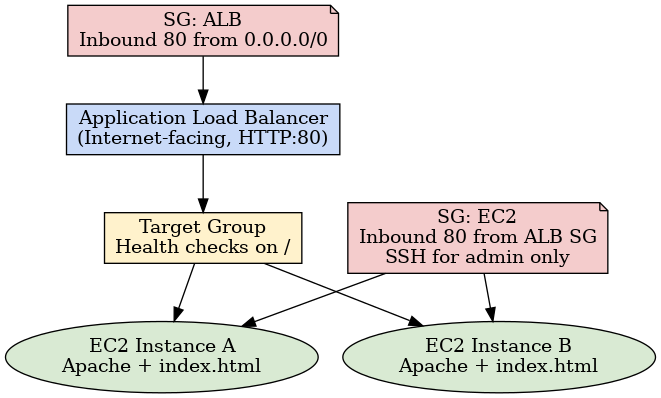 SG: ALB
Inbound 80 from 0.0.0.0/0
Application Load Balancer
(Internet-facing, HTTP:80)
Target Group
Health checks on /
SG: EC2
Inbound 80 from ALB SG
SSH for admin only
EC2 Instance A
Apache + index.html
EC2 Instance B
Apache + index.html